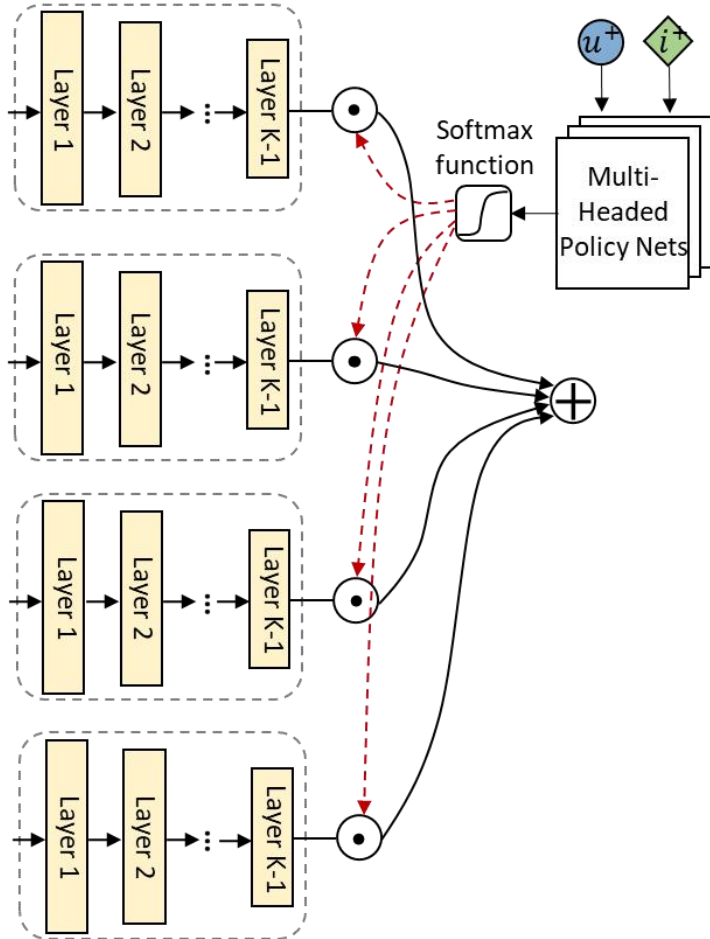 u+
i+
Softmax
function
Multi-
Headed
Policy Nets
Layer 1
Layer 2
...
Layer K-1
Layer 1
Layer 2
...
Layer K-1
Layer 1
Layer 2
...
Layer K-1
Layer 1
Layer 2
...
Layer K-1